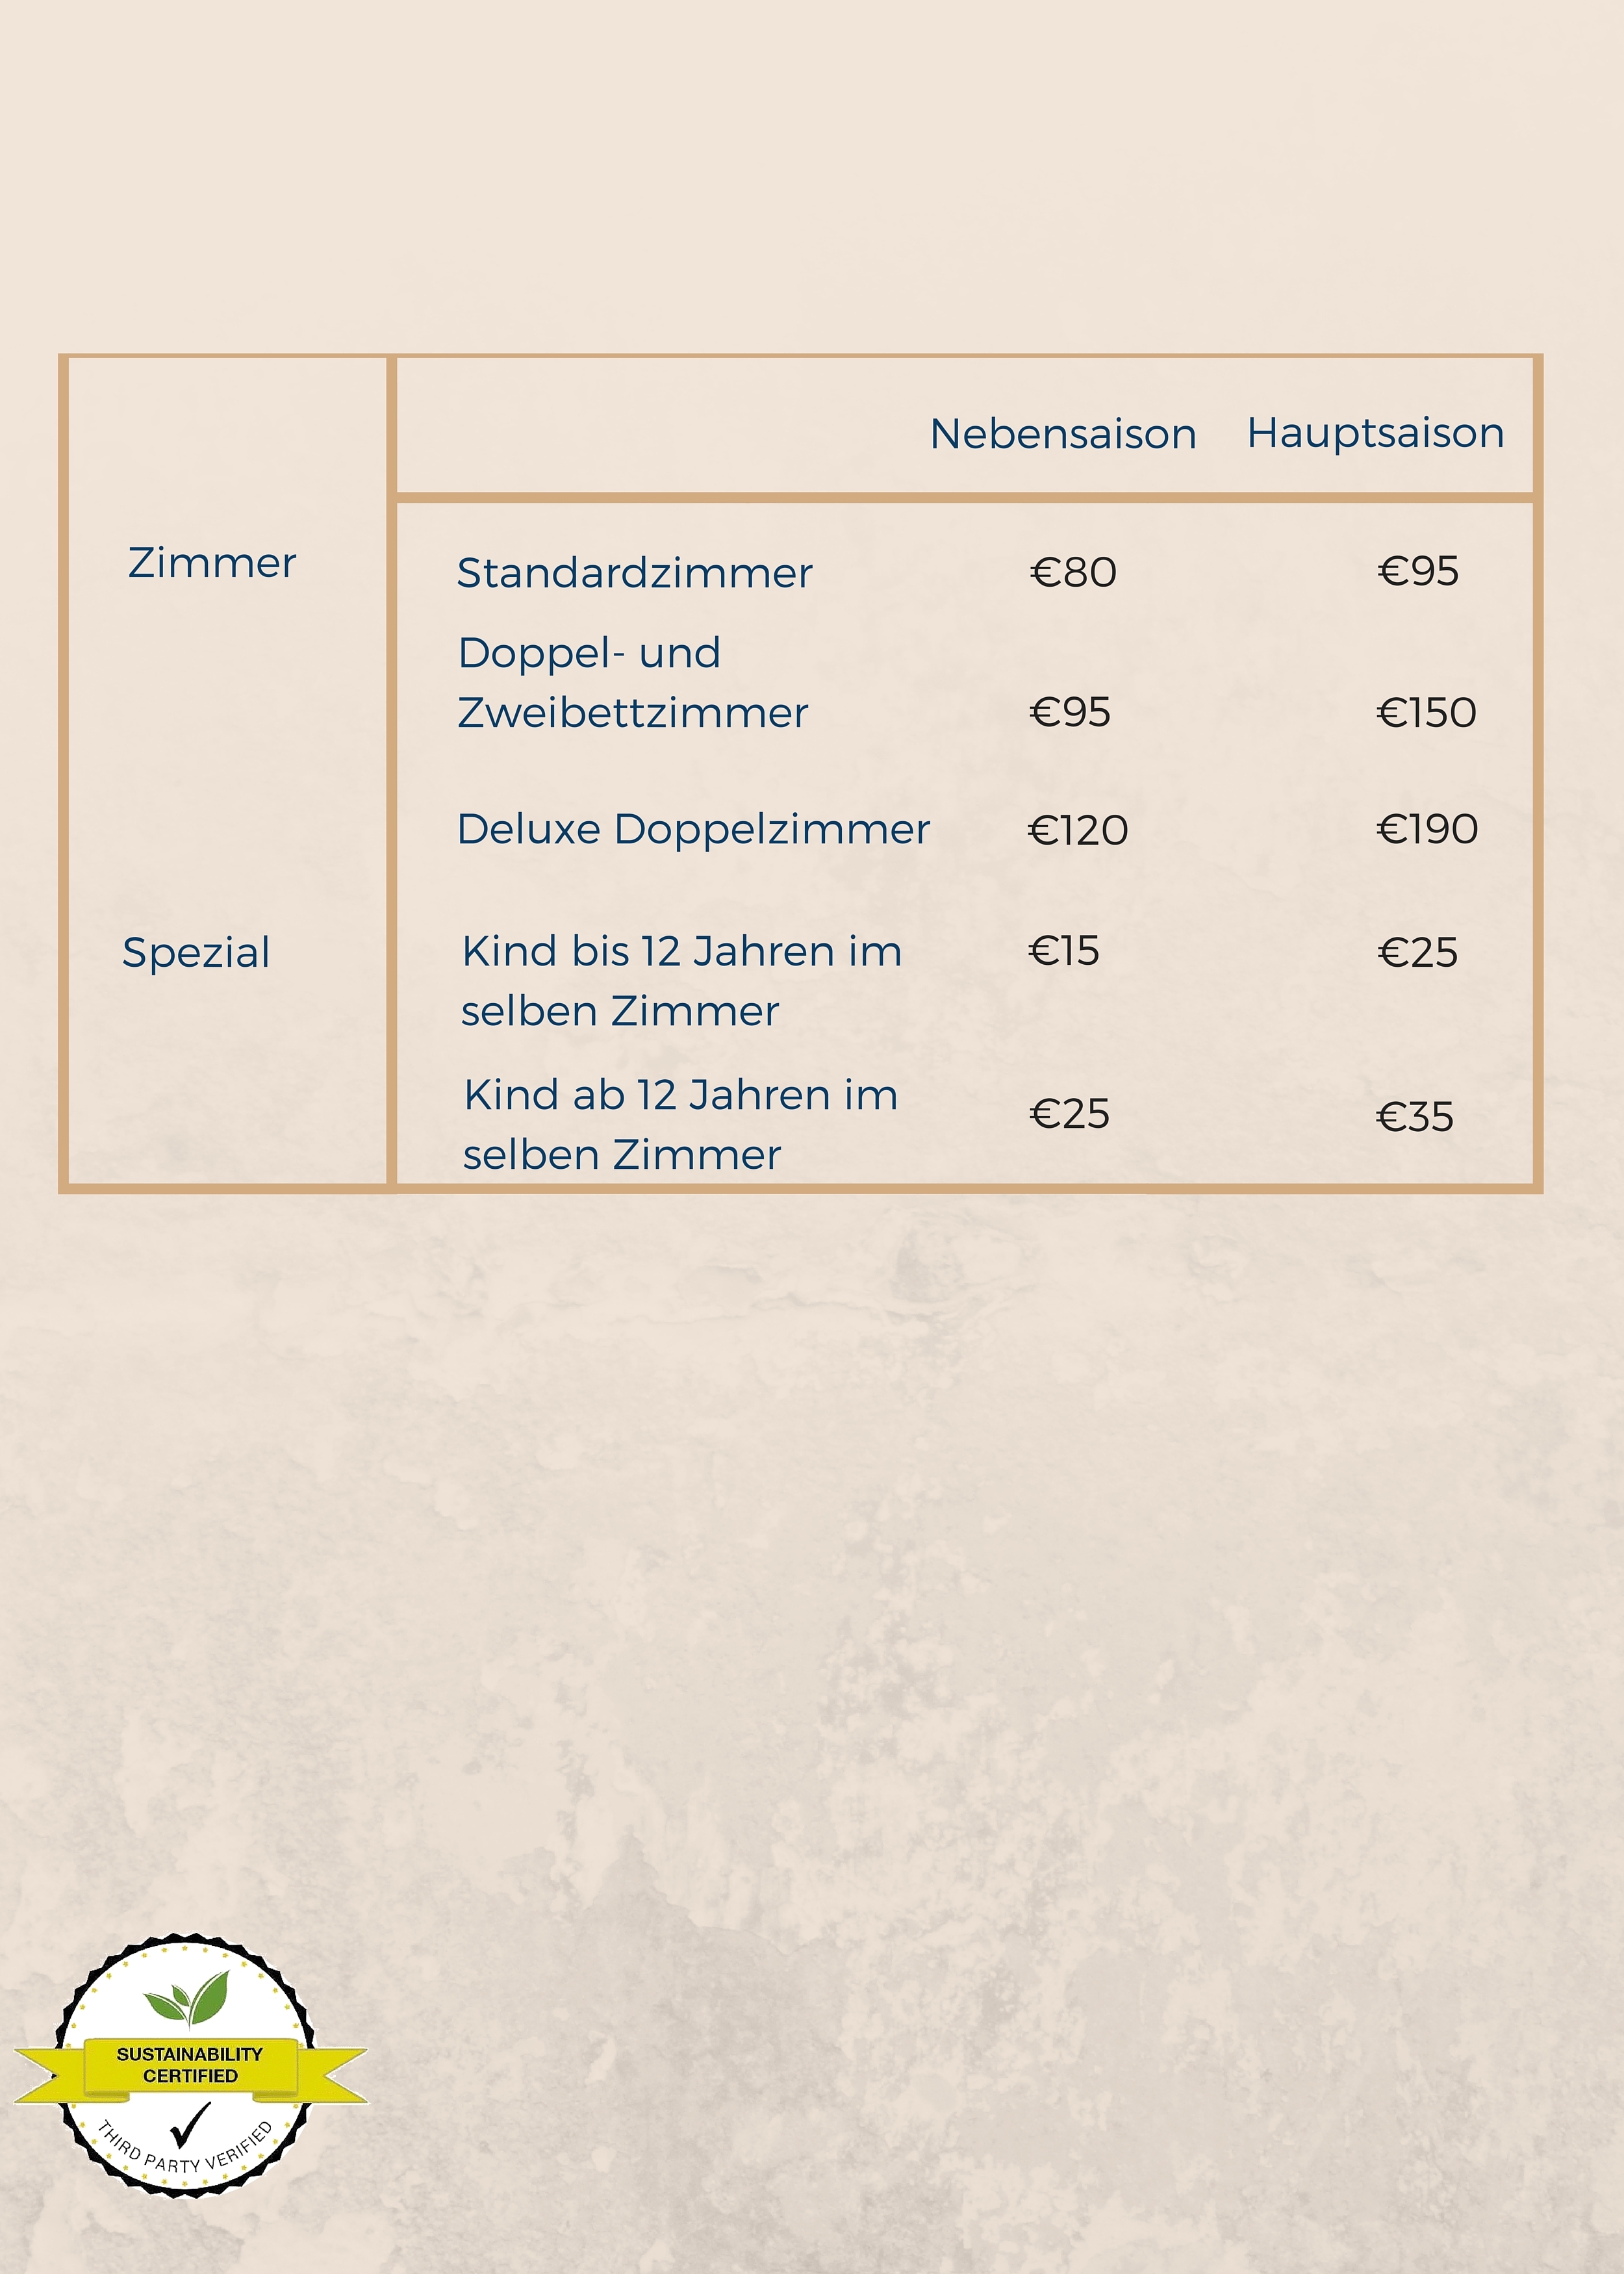 Nebensaison Hauptsaison
Zimmer Standardzimmer €80 €95
Doppel- und
Zweibettzimmer €95 €150
Deluxe Doppelzimmer €120 €190
Spezial Kind bis 12 Jahren im €15 €25
selben Zimmer
Kind ab 12 Jahren im €25 €35
selben Zimmer
SUSTAINABILITY
CERTIFIED
THIRD PARTY VERIFIED